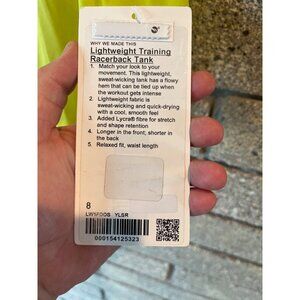 WHY WE MADE THIS
Lightweight Training
Racerback Tank
1. Match your look to your
movement. This lightweight,
sweat-wicking tank has a flowy
hem that can be tied up when
the workout gets intense
2. Lightweight fabric is
sweat-wicking and quick-drying
with a cool, smooth feel
3. Added Lycra® fibre for stretch
and shape retention
4. Longer in the front, shorter in
the back
5. Relaxed fit, waist length
8
YLSR
000154125323